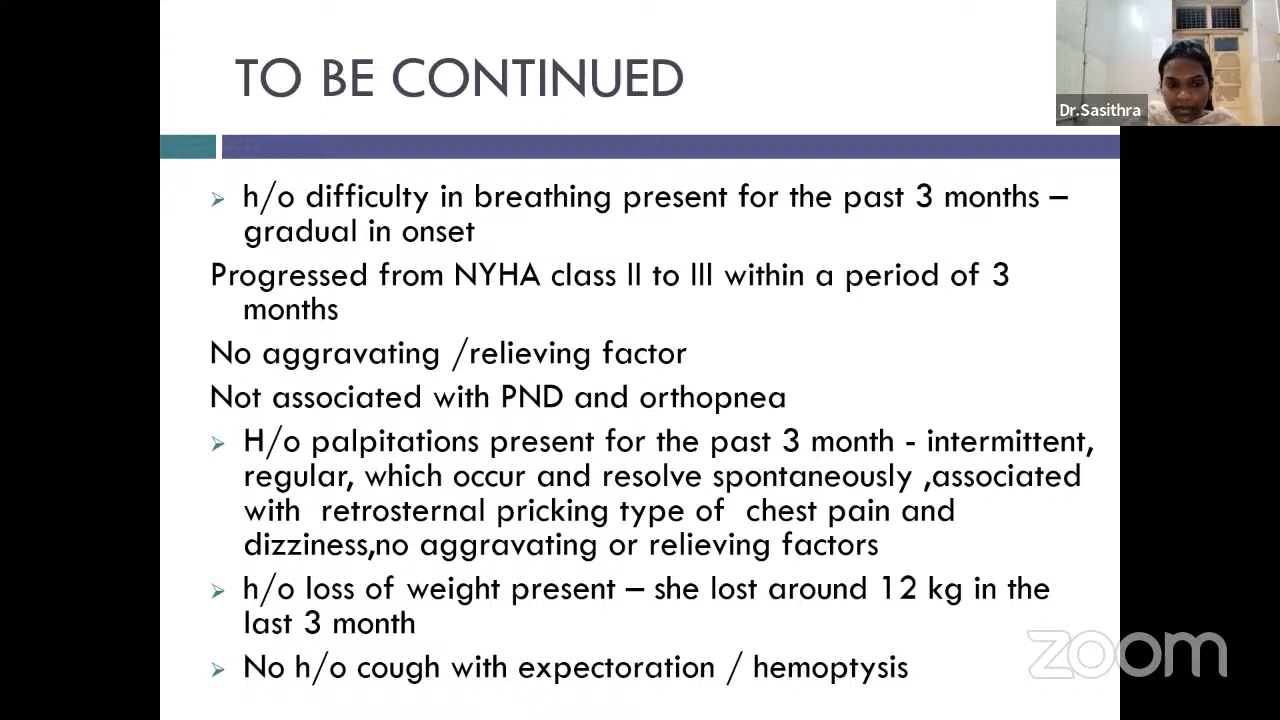 TO BE CONTINUED
Dr.Sasithra
h/o difficulty in breathing present for the past 3 months –
gradual in onset
Progressed from NYHA class II to III within a period of 3
months
No aggravating /relieving factor
Not associated with PND and orthopnea
H/o palpitations present for the past 3 month - intermittent,
regular, which occur and resolve spontaneously ,associated
with retrosternal pricking type of chest pain and
dizziness,no aggravating or relieving factors
h/o loss of weight present – she lost around 12 kg in the
last 3 month
No h/o cough with expectoration / hemoptysis
zoom